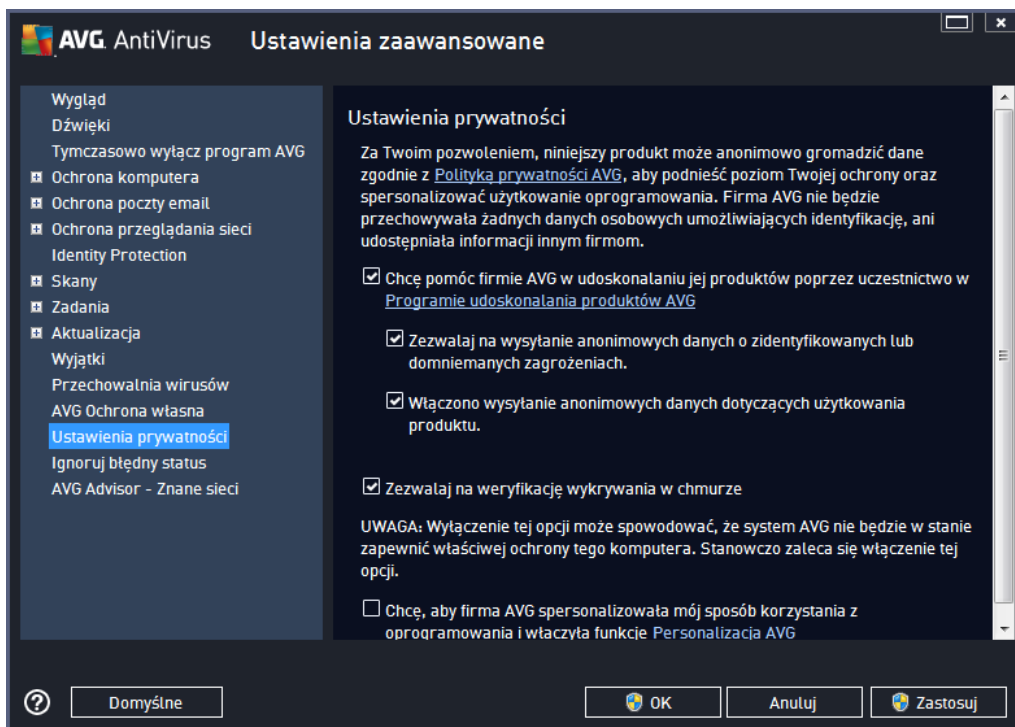 AVG. AntiVirus Ustawienia zaawansowane
Wygląd
Dźwięki
Tymczasowo wyłącz program AVG
Ochrona komputera
Ochrona poczty email
Ochrona przeglądania sieci
Identity Protection
Skany
Zadania
Aktualizacja
Wyjątki
Przechowalnia wirusów
AVG Ochrona własna
Ustawienia prywatności
Ignoruj błędny status
AVG Advisor - Znane sieci
Ustawienia prywatności
Za Twoim pozwoleniem, niniejszy produkt może anonimowo gromadzić dane
zgodnie z Polityką prywatności AVG, aby podnieść poziom Twojej ochrony oraz
spersonalizować użytkowanie oprogramowania. Firma AVG nie będzie
przechowywała żadnych danych osobowych umożliwiających identyfikację, ani
udostępniała informacji innym firmom.
Chcę pomóc firmie AVG w udoskonalaniu jej produktów poprzez uczestnictwo w
Programie udoskonalania produktów AVG
Zezwalaj na wysyłanie anonimowych danych o zidentyfikowanych lub
domniemanych zagrożeniach.
Włączono wysyłanie anonimowych danych dotyczących użytkowania
produktu.
Zezwalaj na weryfikację wykrywania w chmurze
UWAGA: Wyłączenie tej opcji może spowodować, że system AVG nie będzie w stanie
zapewnić właściwej ochrony tego komputera. Stanowczo zaleca się włączenie tej
opcji.
Chcę, aby firma AVG spersonalizowała mój sposób korzystania z
oprogramowania i włączyła funkcję Personalizacja AVG
Domyślne
OK
Anuluj
Zastosuj